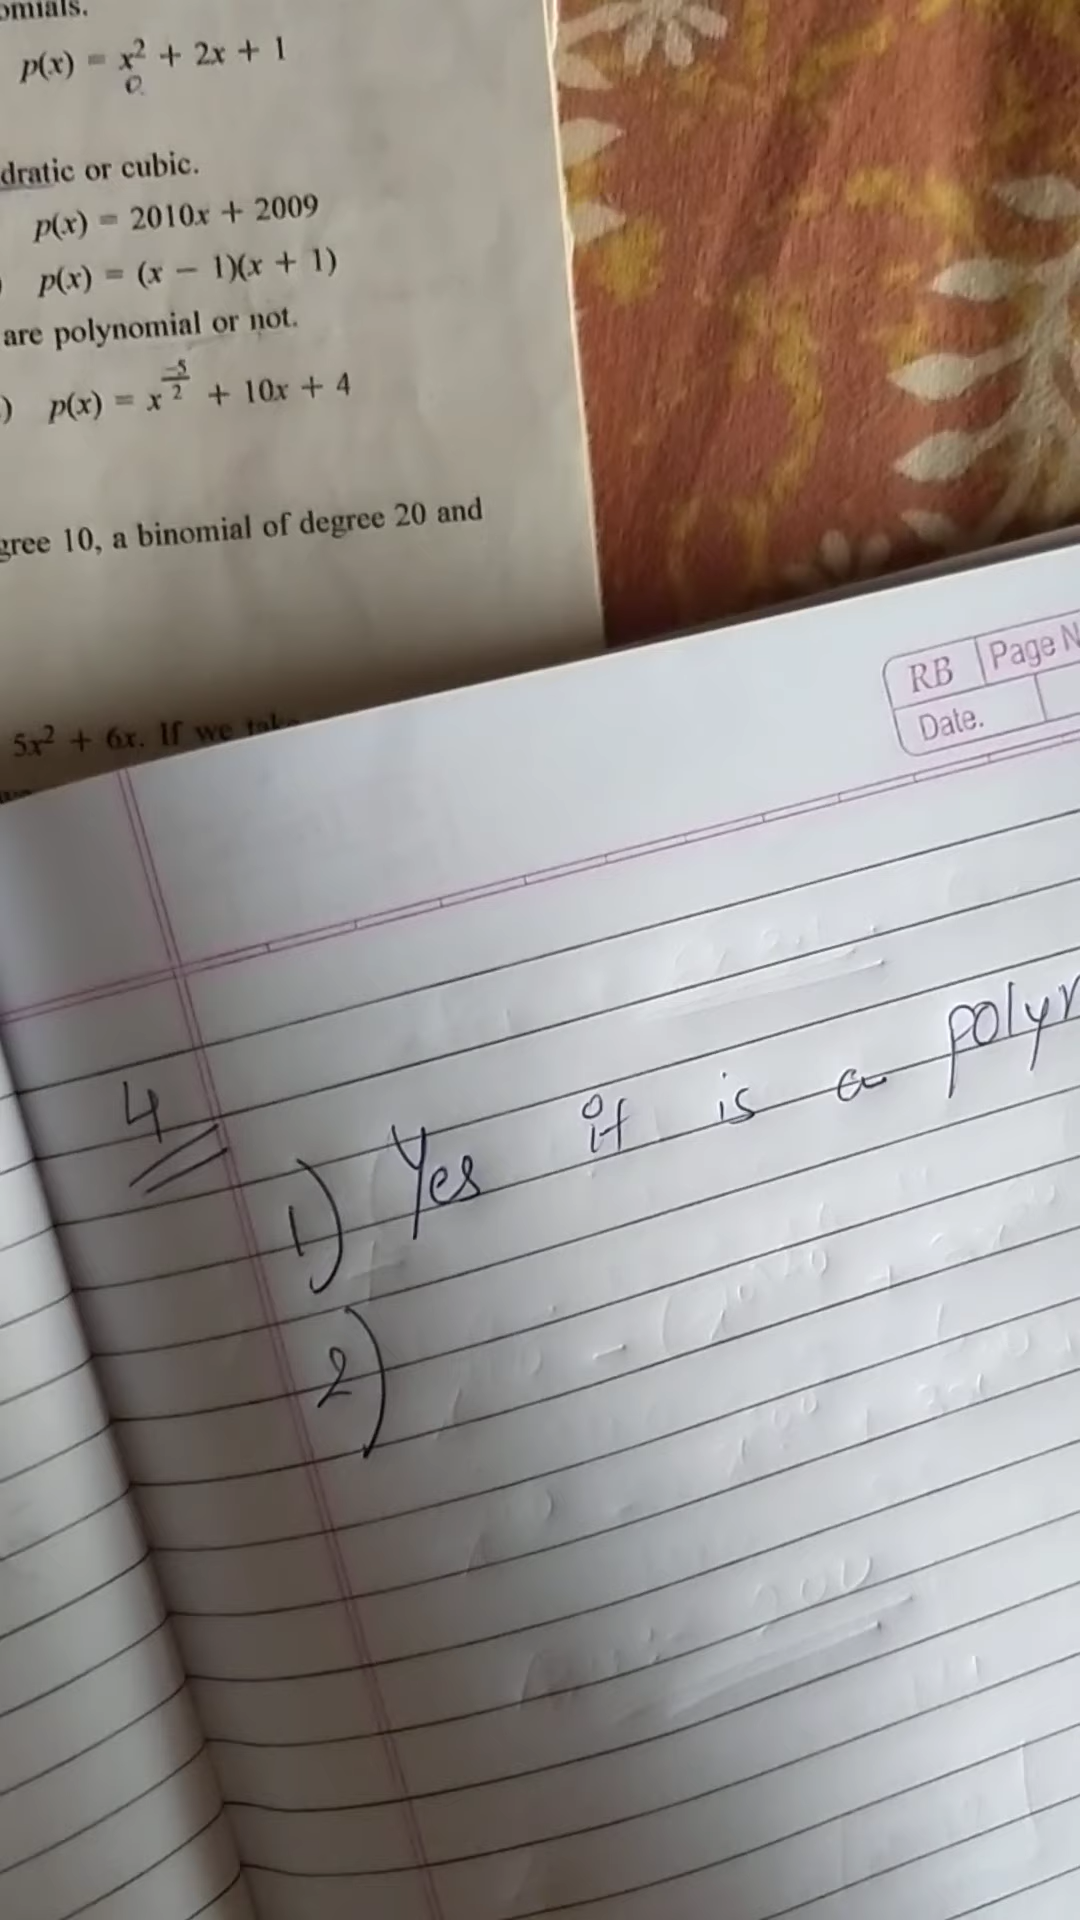 p(x) = x² + 2x + 1
dratic or cubic.
p(x) = 2010x + 2009
p(x) = (x − 1)(x + 1)
are polynomial or not.
) p(x) = x^(-5/2) + 10x + 4
gree 10, a binomial of degree 20 and
5x² + 6x. If we take
RB Page N
Date.
4
1) Yes it is a polyn
2)